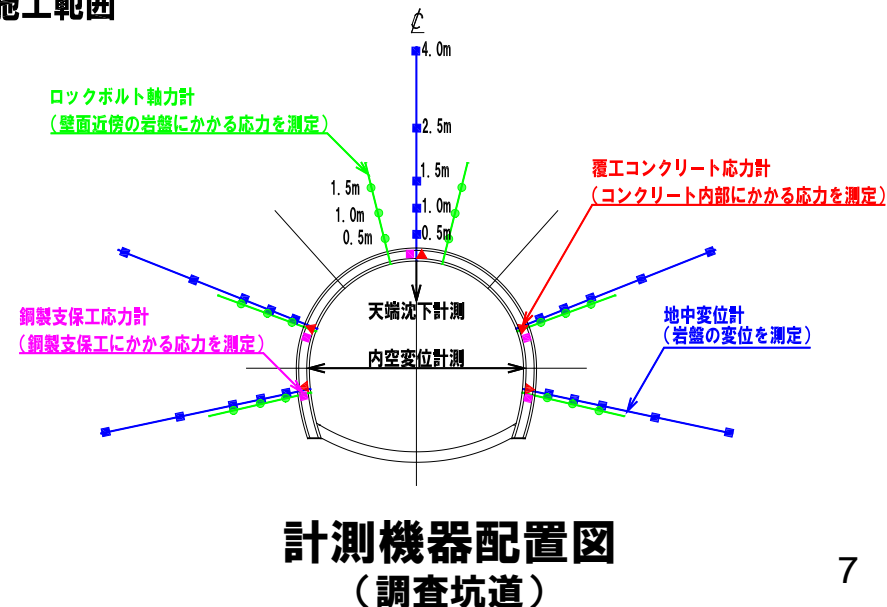 施工範囲
℄
4.0m
ロックボルト軸力計
(壁面近傍の岩盤にかかる応力を測定)
2.5m
1.5m
覆工コンクリート応力計
(コンクリート内部にかかる応力を測定)
1.5m
1.0m
1.0m
0.5m
0.5m
天端沈下計測
鋼製支保工応力計
(鋼製支保工にかかる応力を測定)
地中変位計
(岩盤の変位を測定)
内空変位計測
計測機器配置図
(調査坑道)
7